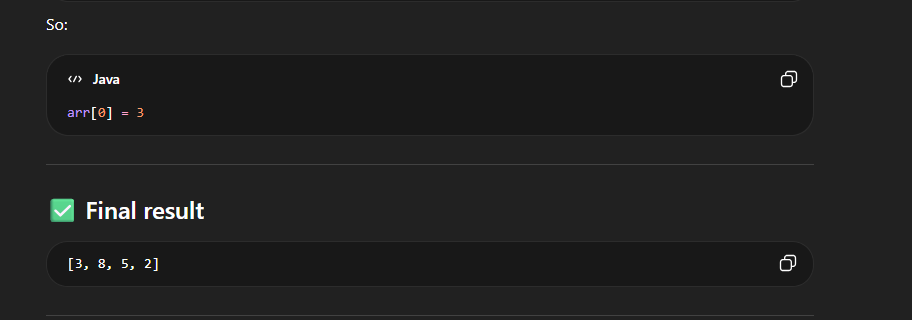 So:
Java
arr[0] = 3
Final result
[3, 8, 5, 2]